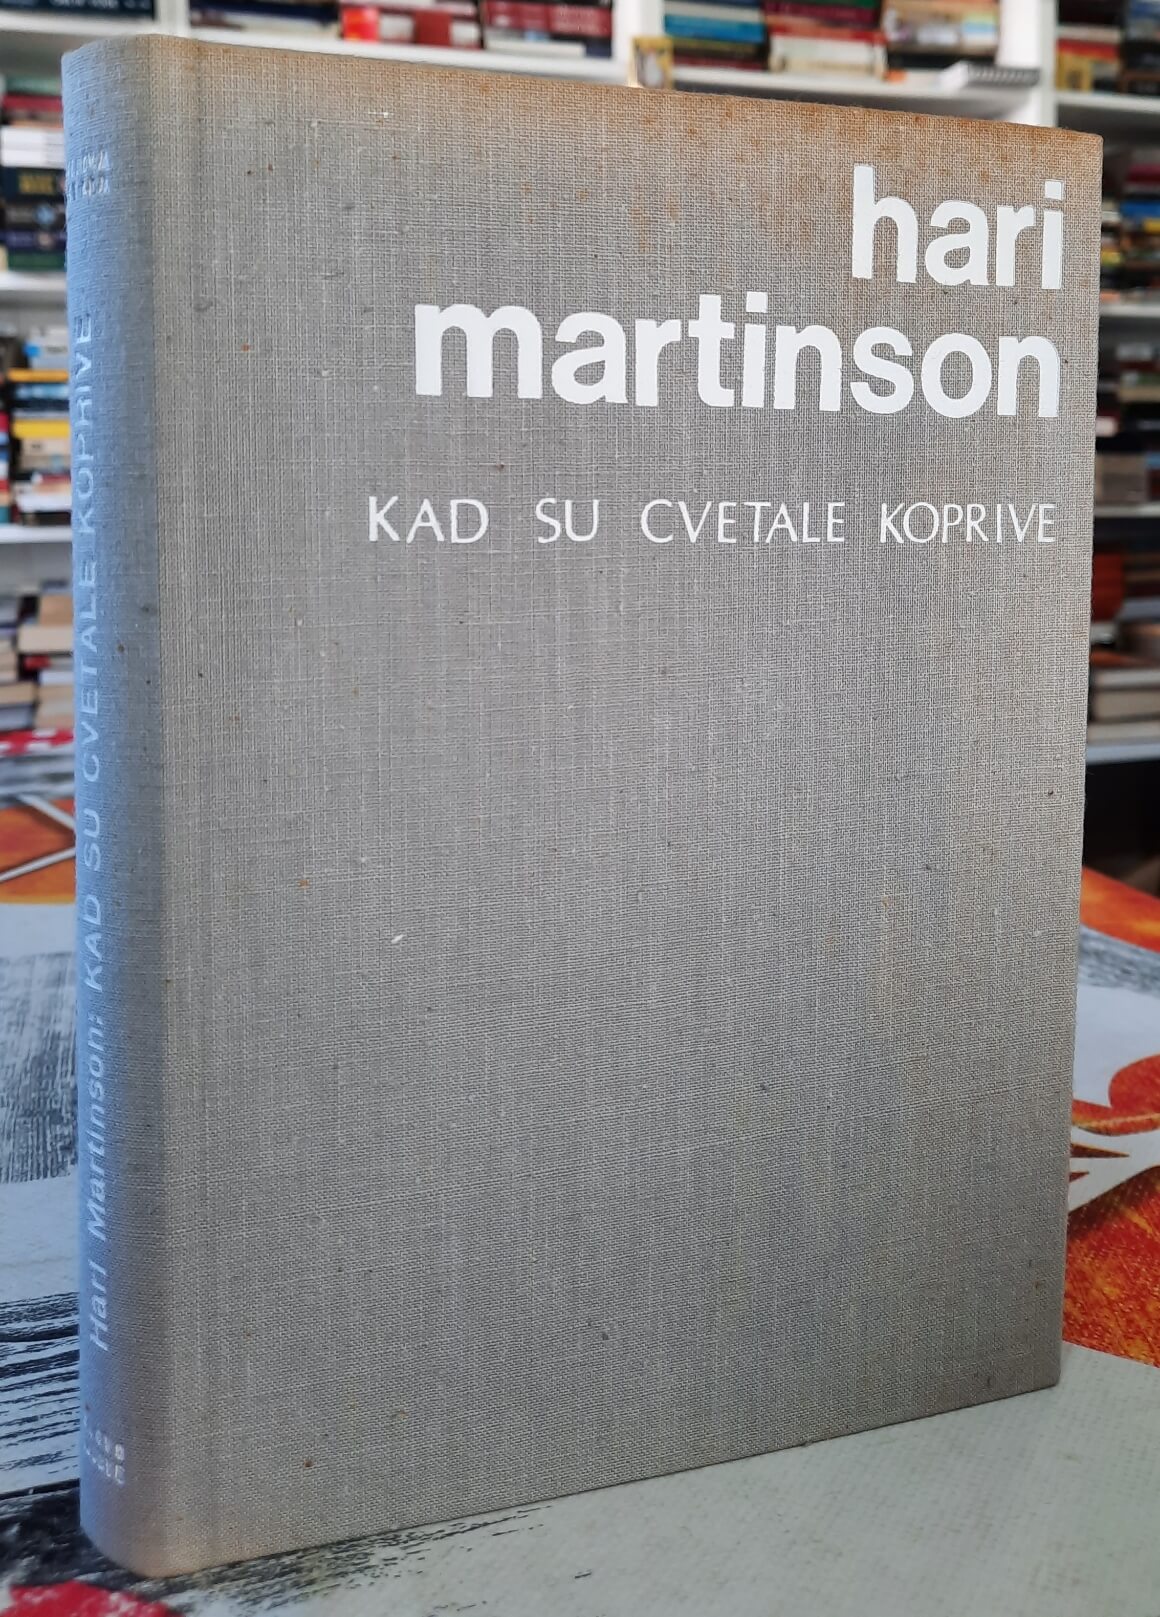 hari
martinson
KAD SU CVETALE KOPRIVE
Hari Martinson: KAD SU CVETALE KOPRIVE